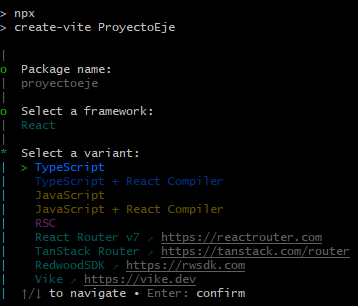 > npx
> create-vite ProyectoEje
|
o Package name:
| proyectoeje
|
o Select a framework:
| React
|
* Select a variant:
| > TypeScript
| TypeScript + React Compiler
| JavaScript
| JavaScript + React Compiler
| RSC
| React Router v7 ↗ https://reactrouter.com
| TanStack Router ↗ https://tanstack.com/router
| RedwoodSDK ↗ https://rwsdk.com
| Vike ↗ https://vike.dev
| ↑/↓ to navigate • Enter: confirm